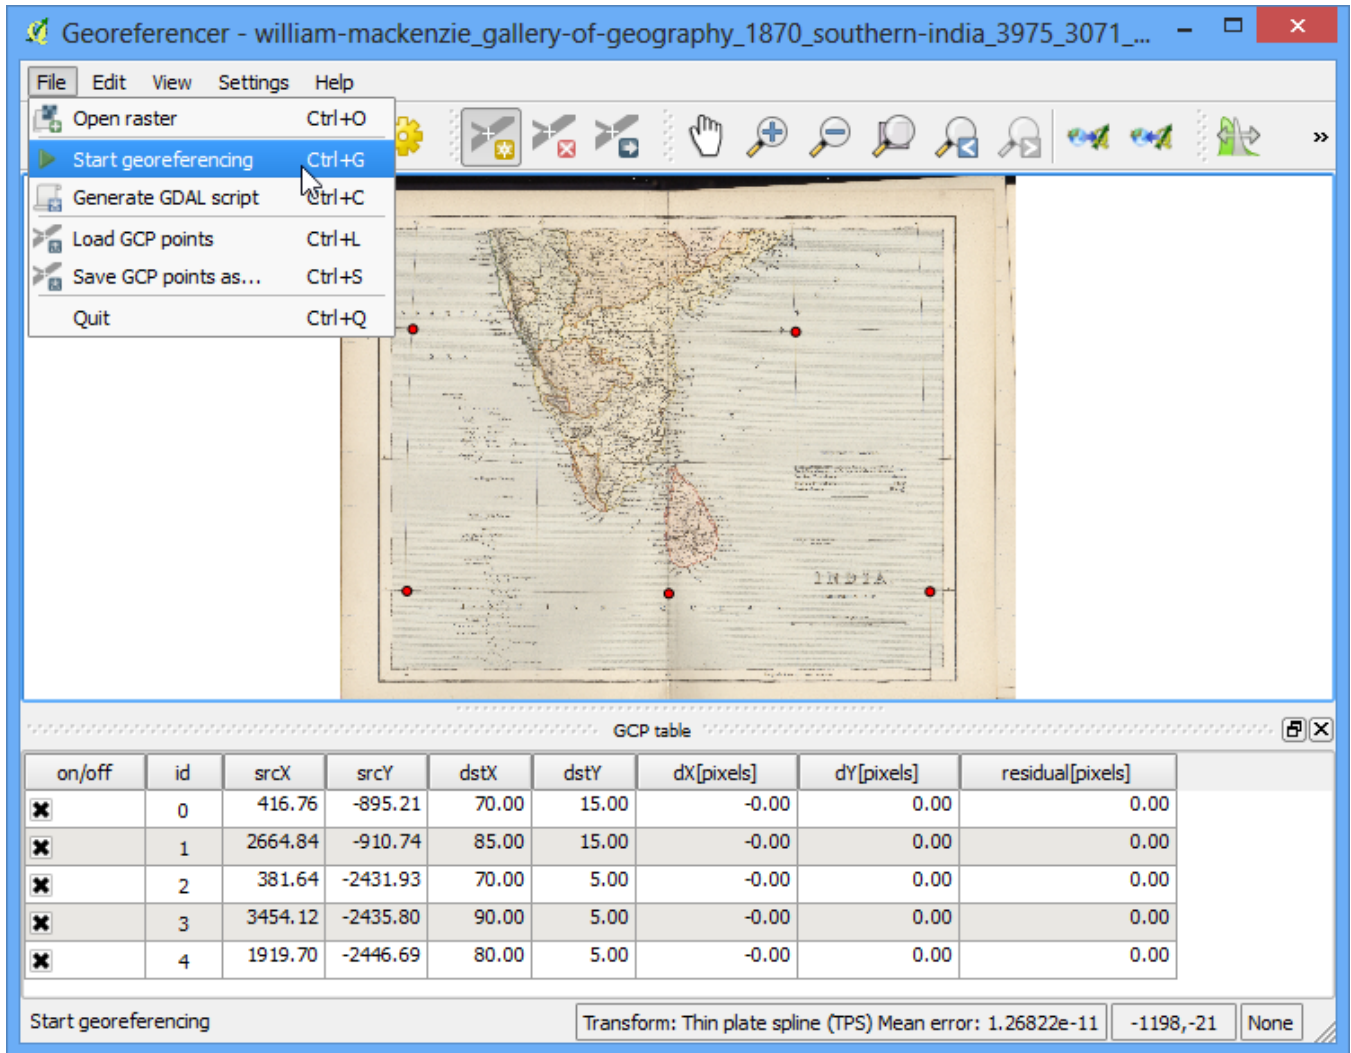 Georeferencer - william-mackenzie_gallery-of-geography_1870_southern-india_3975_3071_...
File Edit View Settings Help
Open raster Ctrl+O
Start georeferencing Ctrl+G
Generate GDAL script Ctrl+C
Load GCP points Ctrl+L
Save GCP points as... Ctrl+S
Quit Ctrl+Q
»
INDIA
GCP table
on/off id srcX srcY dstX dstY dX[pixels] dY[pixels] residual[pixels]
0 416.76 -895.21 70.00 15.00 -0.00 0.00 0.00
1 2664.84 -910.74 85.00 15.00 -0.00 0.00 0.00
2 381.64 -2431.93 70.00 5.00 -0.00 0.00 0.00
3 3454.12 -2435.80 90.00 5.00 -0.00 0.00 0.00
4 1919.70 -2446.69 80.00 5.00 -0.00 0.00 0.00
Start georeferencing Transform: Thin plate spline (TPS) Mean error: 1.26822e-11 -1198,-21 None